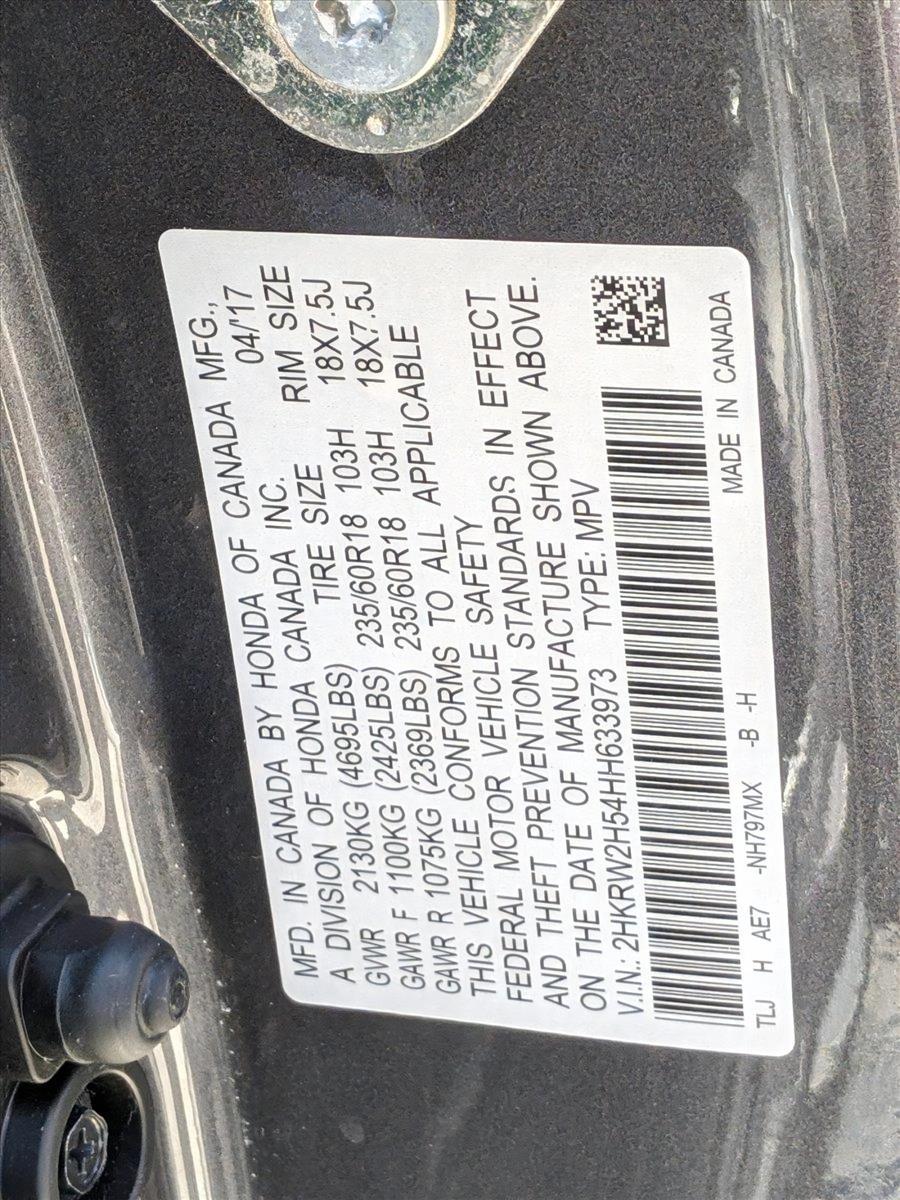 MFD. IN CANADA BY HONDA OF CANADA MFG.,
A DIVISION OF HONDA CANADA INC. 04/'17
GVWR 2130KG (4695LBS) TIRE SIZE RIM SIZE
GAWR F 1100KG (2425LBS) 235/60R18 103H 18X7.5J
GAWR R 1075KG (2369LBS) 235/60R18 103H 18X7.5J
THIS VEHICLE CONFORMS TO ALL APPLICABLE
FEDERAL MOTOR VEHICLE SAFETY
AND THEFT PREVENTION STANDARDS IN EFFECT
ON THE DATE OF MANUFACTURE SHOWN ABOVE.
V.I.N.: 2HKRW2H54HH633973 TYPE: MPV
TLJ H AE7 -NH797MX -B -H MADE IN CANADA